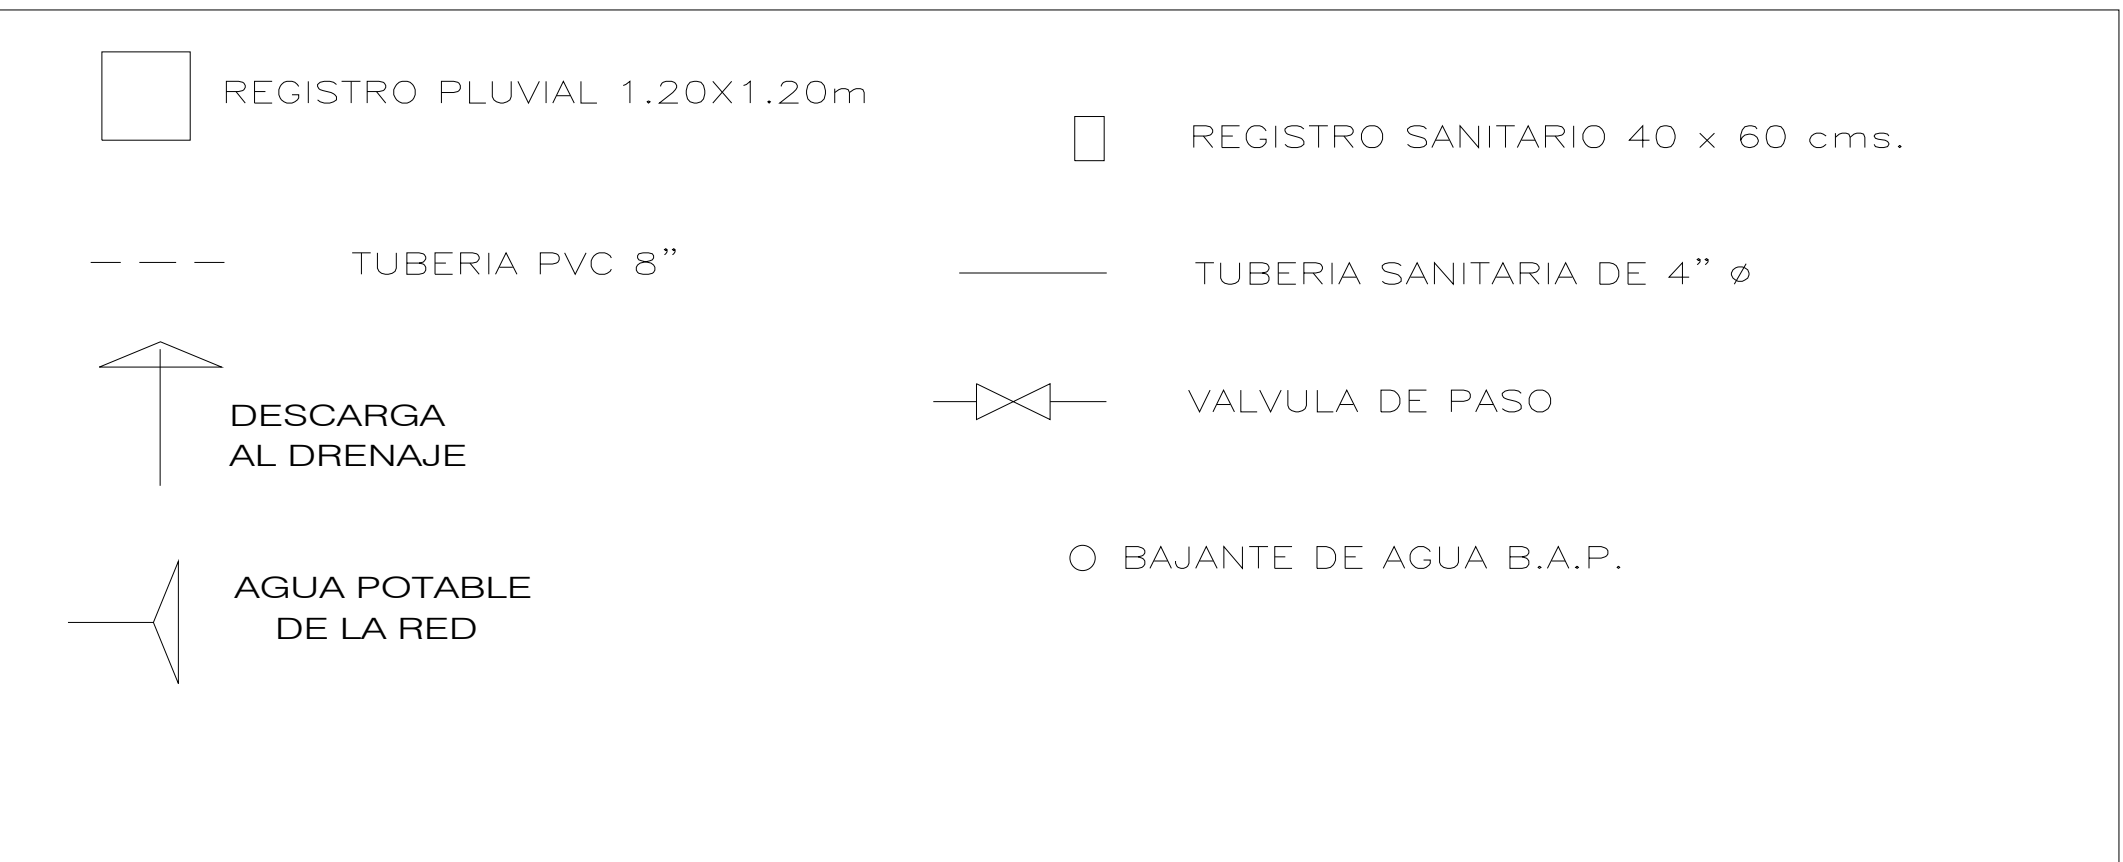 REGISTRO PLUVIAL 1.20X1.20m
TUBERIA PVC 8”
DESCARGA
AL DRENAJE
AGUA POTABLE
DE LA RED
REGISTRO SANITARIO 40 x 60 cms.
TUBERIA SANITARIA DE 4” ø
VALVULA DE PASO
BAJANTE DE AGUA B.A.P.